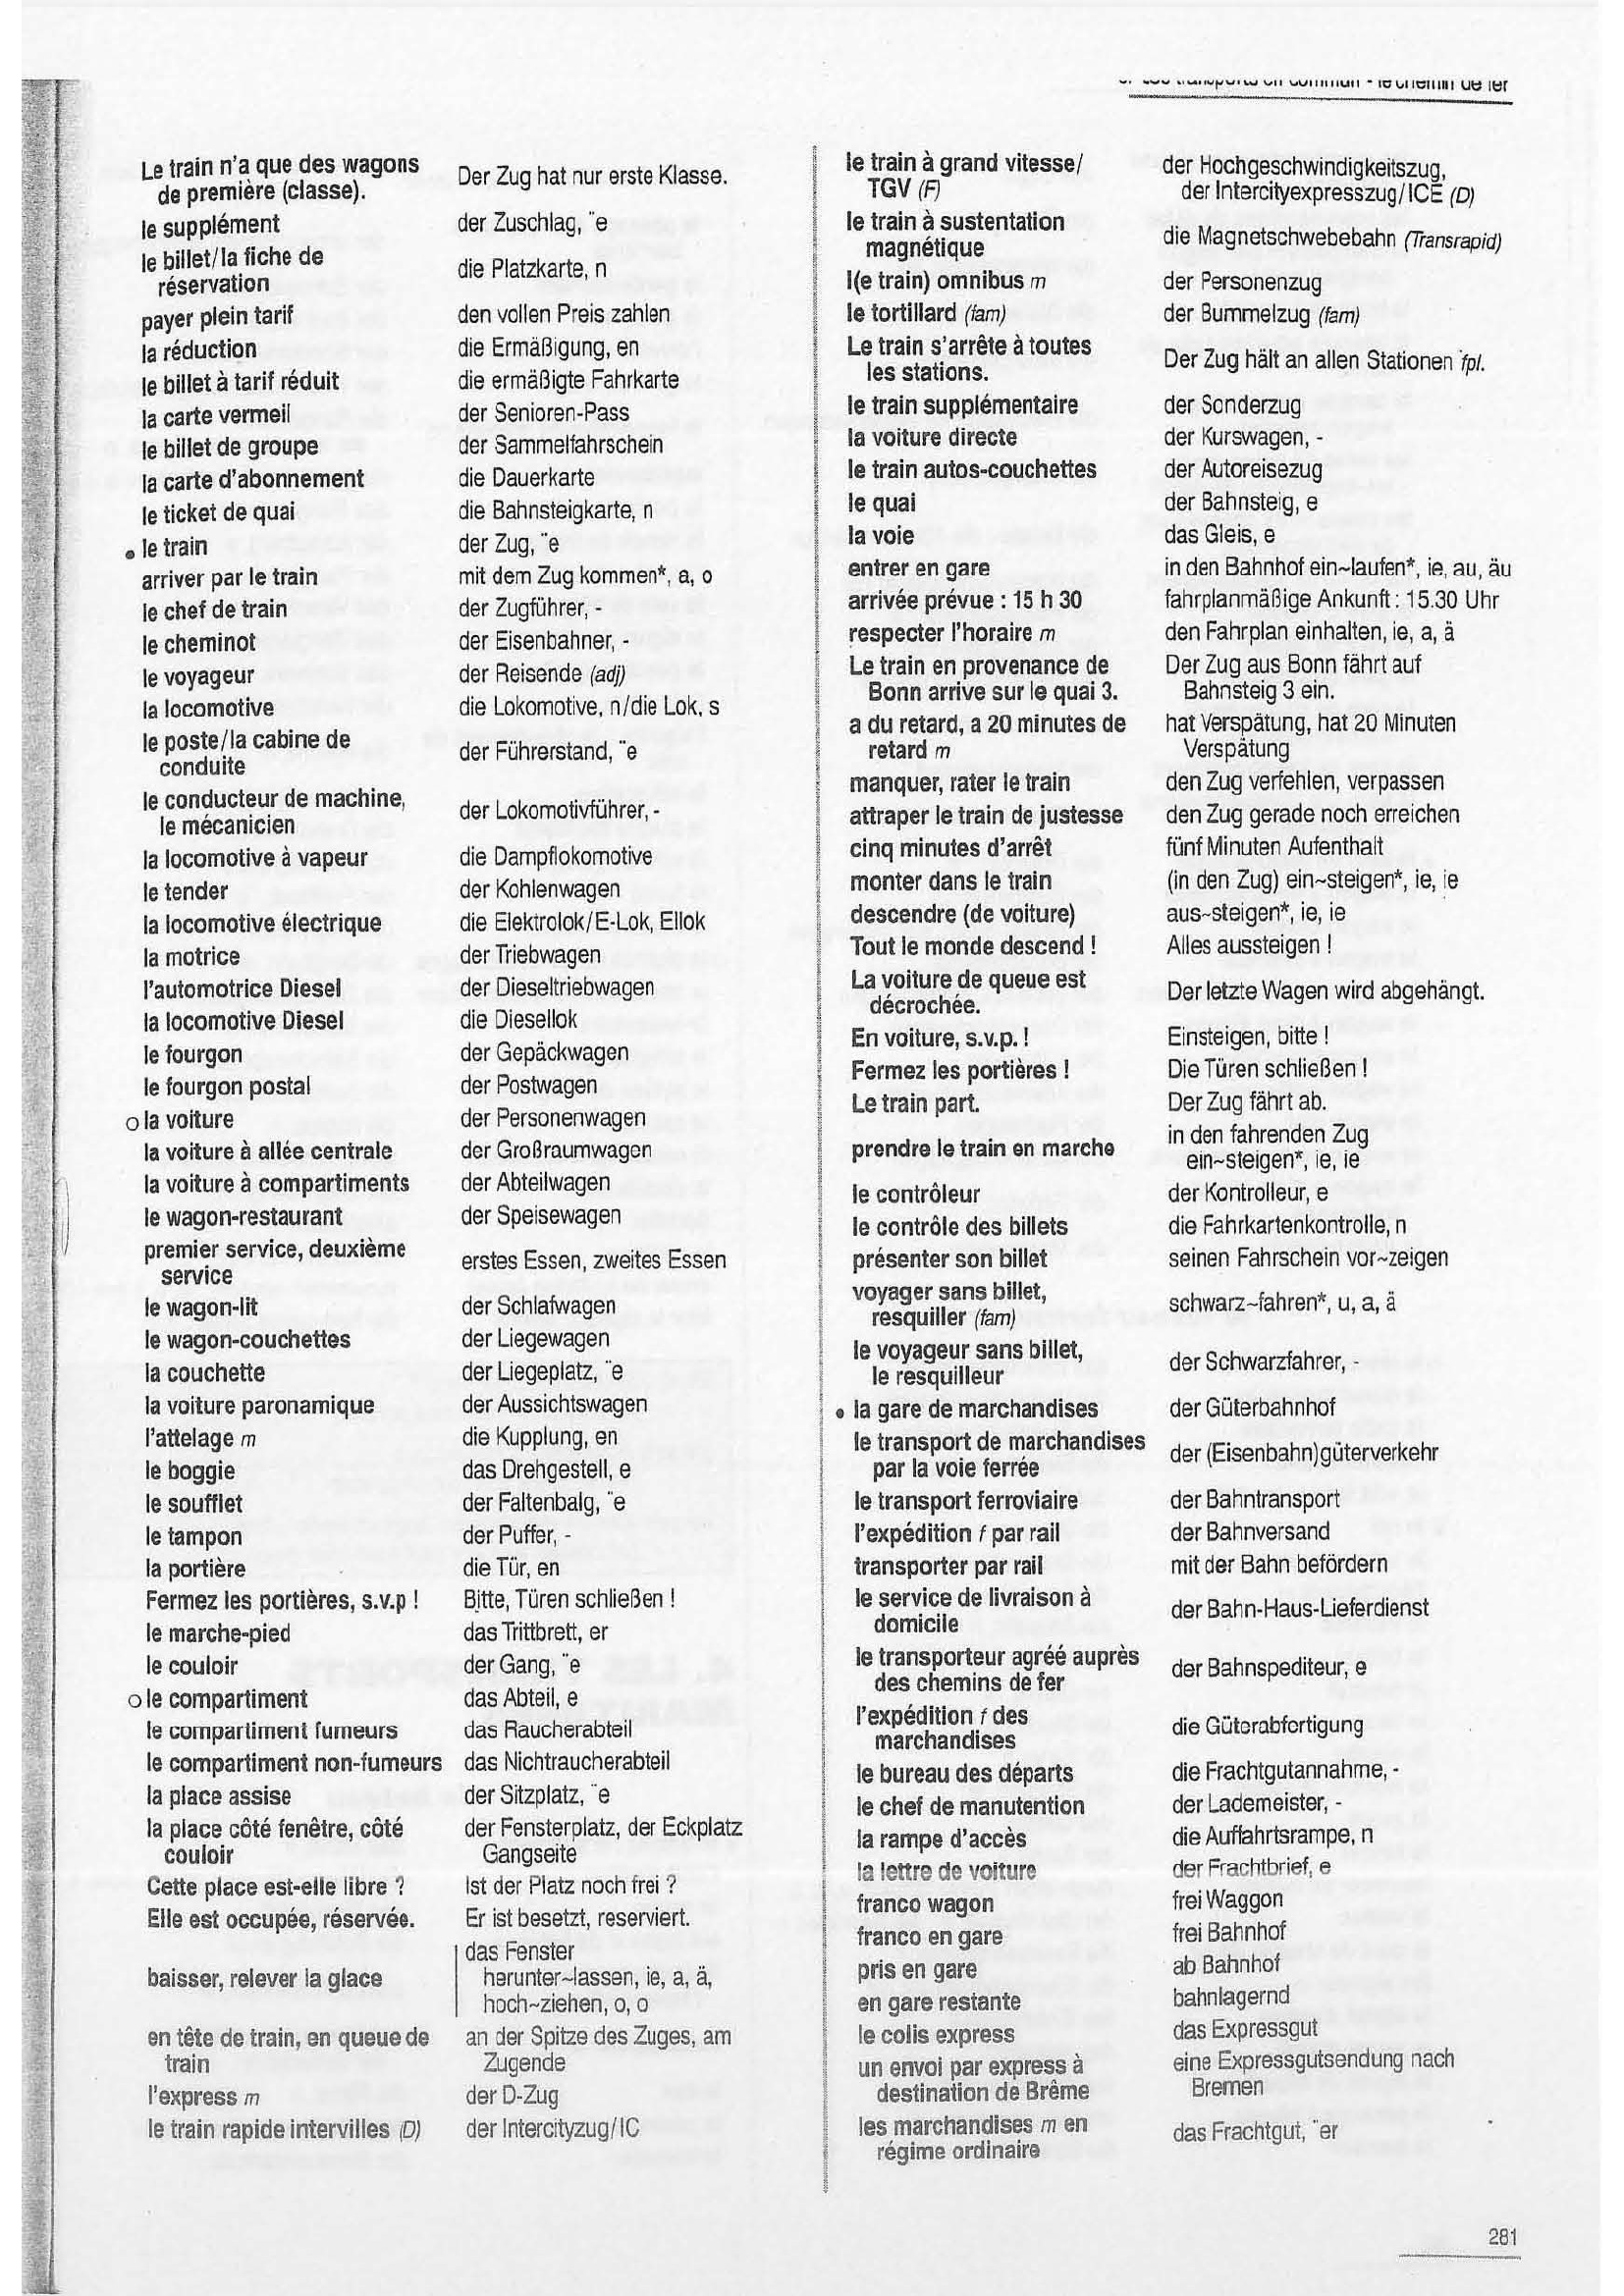 transports en commun - le chemin de fer
Le train n'a que des wagons Der Zug hat nur erste Klasse.
de première (classe).
le supplément der Zuschlag, ¨e
le billet/la fiche de die Platzkarte, n
réservation
payer plein tarif den vollen Preis zahlen
la réduction die Ermäßigung, en
le billet à tarif réduit die ermäßigte Fahrkarte
la carte vermeil der Senioren-Pass
le billet de groupe der Sammelfahrschein
la carte d'abonnement die Dauerkarte
le ticket de quai die Bahnsteigkarte, n
• le train der Zug, ¨e
arriver par le train mit dem Zug kommen*, a, o
le chef de train der Zugführer, -
le cheminot der Eisenbahner, -
le voyageur der Reisende (adj)
la locomotive die Lokomotive, n/die Lok, s
le poste/la cabine de der Führerstand, ¨e
conduite
le conducteur de machine, der Lokomotivführer, -
le mécanicien
la locomotive à vapeur die Dampflokomotive
le tender der Kohlenwagen
la locomotive électrique die Elektrolok/E-Lok, Ellok
la motrice der Triebwagen
l'automotrice Diesel der Dieseltriebwagen
la locomotive Diesel die Diesellok
le fourgon der Gepäckwagen
le fourgon postal der Postwagen
o la voiture der Personenwagen
la voiture à allée centrale der Großraumwagen
la voiture à compartiments der Abteilwagen
le wagon-restaurant der Speisewagen
premier service, deuxième erstes Essen, zweites Essen
service
le wagon-lit der Schlafwagen
le wagon-couchettes der Liegewagen
la couchette der Liegeplatz, ¨e
la voiture paronamique der Aussichtswagen
l'attelage m die Kupplung, en
le boggie das Drehgestell, e
le soufflet der Faltenbalg, ¨e
le tampon der Puffer, -
la portière die Tür, en
Fermez les portières, s.v.p ! Bitte, Türen schließen !
le marche-pied das Trittbrett, er
le couloir der Gang, ¨e
o le compartiment das Abteil, e
le compartiment fumeurs das Raucherabteil
le compartiment non-fumeurs das Nichtraucherabteil
la place assise der Sitzplatz, ¨e
la place côté fenêtre, côté der Fensterplatz, der Eckplatz
couloir Gangseite
Cette place est-elle libre ? Ist der Platz noch frei ?
Elle est occupée, réservée. Er ist besetzt, reserviert.
das Fenster
baisser, relever la glace herunter~lassen, ie, a, ä,
hoch~ziehen, o, o
en tête de train, en queue de an der Spitze des Zuges, am
train Zugende
l'express m der D-Zug
le train rapide intervilles (D) der Intercityzug/IC
le train à grand vitesse/ der Hochgeschwindigkeitszug,
TGV (F) der Intercityexpresszug/ICE (D)
le train à sustentation die Magnetschwebebahn (Transrapid)
magnétique
l(e train) omnibus m der Personenzug
le tortillard (fam) der Bummelzug (fam)
Le train s'arrête à toutes Der Zug hält an allen Stationen fpl.
les stations.
le train supplémentaire der Sonderzug
la voiture directe der Kurswagen, -
le train autos-couchettes der Autoreisezug
le quai der Bahnsteig, e
la voie das Gleis, e
entrer en gare in den Bahnhof ein~laufen*, ie, au, äu
arrivée prévue : 15 h 30 fahrplanmäßige Ankunft : 15.30 Uhr
respecter l'horaire m den Fahrplan einhalten, ie, a, ä
Le train en provenance de Der Zug aus Bonn fährt auf
Bonn arrive sur le quai 3. Bahnsteig 3 ein.
a du retard, a 20 minutes de hat Verspätung, hat 20 Minuten
retard m Verspätung
manquer, rater le train den Zug verfehlen, verpassen
attraper le train de justesse den Zug gerade noch erreichen
cinq minutes d'arrêt fünf Minuten Aufenthalt
monter dans le train (in den Zug) ein~steigen*, ie, ie
descendre (de voiture) aus~steigen*, ie, ie
Tout le monde descend ! Alles aussteigen !
La voiture de queue est Der letzte Wagen wird abgehängt.
décrochée.
En voiture, s.v.p. ! Einsteigen, bitte !
Fermez les portières ! Die Türen schließen !
Le train part. Der Zug fährt ab.
prendre le train en marche in den fahrenden Zug
ein~steigen*, ie, ie
le contrôleur der Kontrolleur, e
le contrôle des billets die Fahrkartenkontrolle, n
présenter son billet seinen Fahrschein vor~zeigen
voyager sans billet, schwarz~fahren*, u, a, ä
resquiller (fam)
le voyageur sans billet, der Schwarzfahrer, -
le resquilleur
• la gare de marchandises der Güterbahnhof
le transport de marchandises der (Eisenbahn)güterverkehr
par la voie ferrée
le transport ferroviaire der Bahntransport
l'expédition f par rail der Bahnversand
transporter par rail mit der Bahn befördern
le service de livraison à der Bahn-Haus-Lieferdienst
domicile
le transporteur agréé auprès der Bahnspediteur, e
des chemins de fer
l'expédition f des die Güterabfertigung
marchandises
le bureau des départs die Frachtgutannahme, -
le chef de manutention der Lademeister, -
la rampe d'accès die Auffahrtsrampe, n
la lettre de voiture der Frachtbrief, e
franco wagon frei Waggon
franco en gare frei Bahnhof
pris en gare ab Bahnhof
en gare restante bahnlagernd
le colis express das Expressgut
un envoi par express à eine Expressgutsendung nach
destination de Brême Bremen
les marchandises m en das Frachtgut, ¨er
régime ordinaire
281